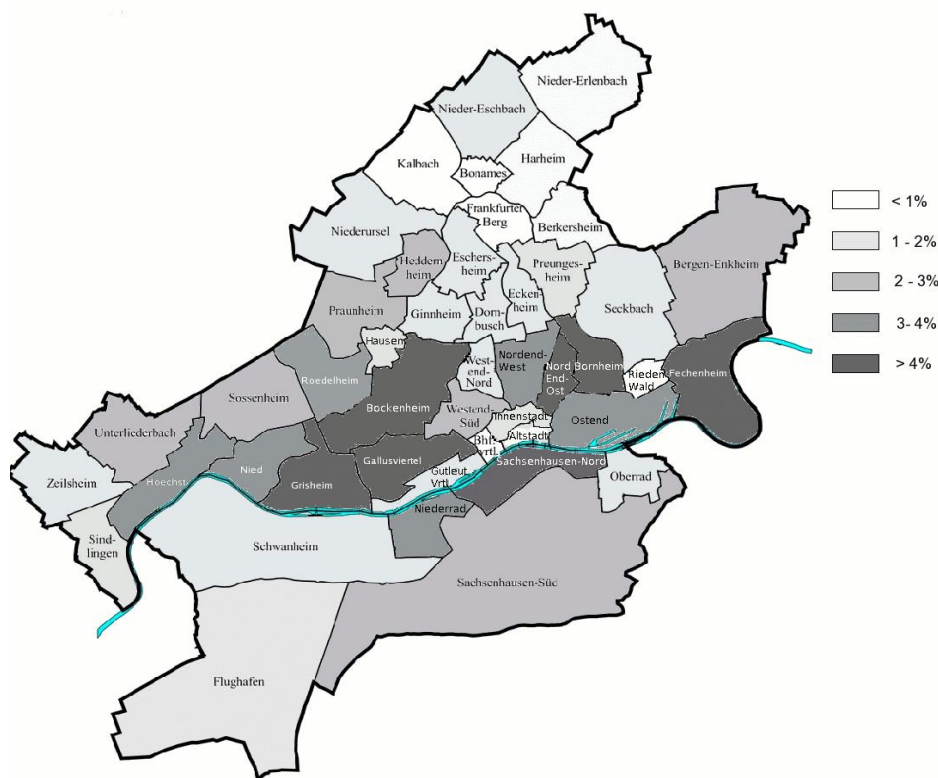 Nieder-Erlenbach
Nieder-Eschbach
Harheim
Kalbach
Bonames
Frankfurter
Berg
Berkersheim
Niederursel
Heddern
heim
Eschers-
heim
Preunges-
heim
Bergen-Enkheim
Ecken
heim
Seckbach
Praunheim
Ginnheim
Dorn-
busch
Hausen
West-
end-
Nord
Nordend-
West
Nord
End-
Ost
Bornheim
Rieden
Wald
Fechenheim
Roedelheim
Sossenheim
Bockenheim
Westend-
Süd
Innenstadt
Altstadt
Ostend
Unterliederbach
Bhf.
vrtl.
Zeilsheim
Hoechst
Nied
Grisheim
Gallusviertel
Gutleut
Vrtl.
Sachsenhausen-Nord
Oberrad
Niederrad
Sind-
lingen
Schwanheim
Sachsenhausen-Süd
Flughafen
< 1%
1 - 2%
2 - 3%
3- 4%
> 4%